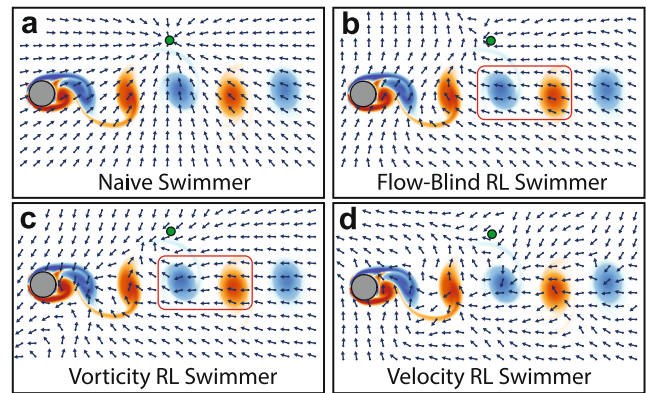 a
Naive Swimmer
b
Flow-Blind RL Swimmer
c
Vorticity RL Swimmer
d
Velocity RL Swimmer